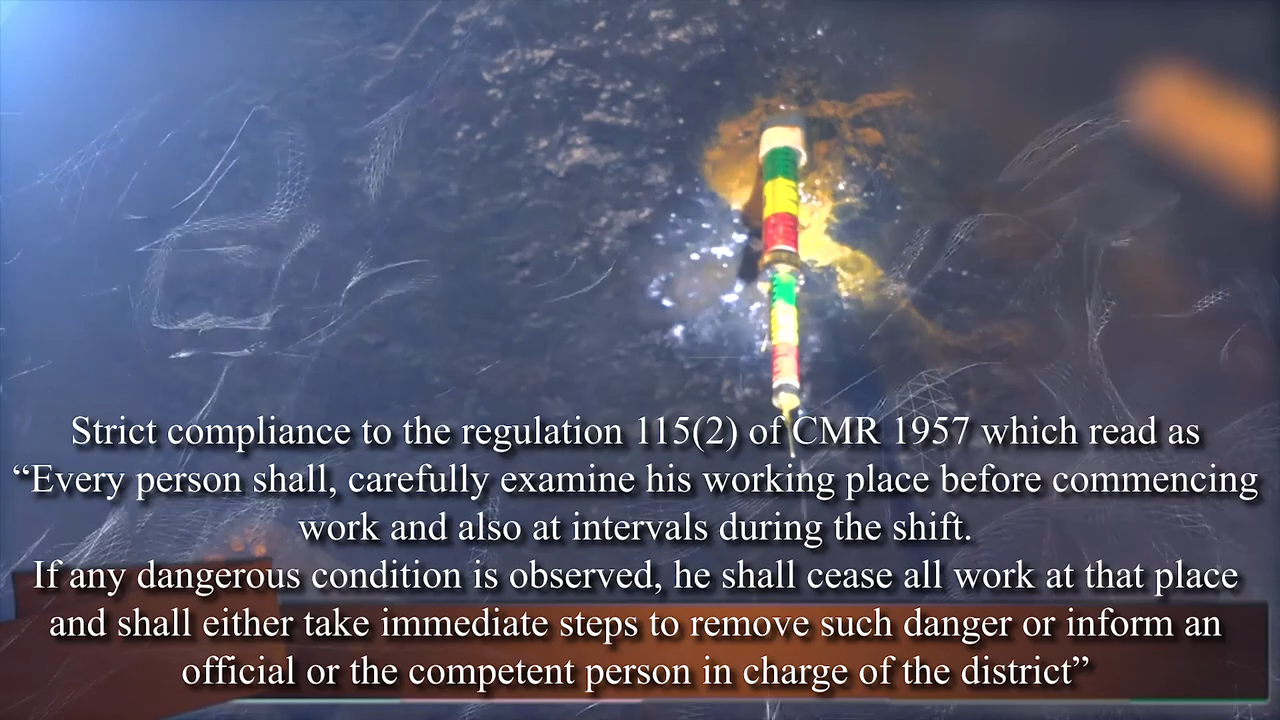 Strict compliance to the regulation 115(2) of CMR 1957 which read as
“Every person shall, carefully examine his working place before commencing
work and also at intervals during the shift.
If any dangerous condition is observed, he shall cease all work at that place
and shall either take immediate steps to remove such danger or inform an
official or the competent person in charge of the district”